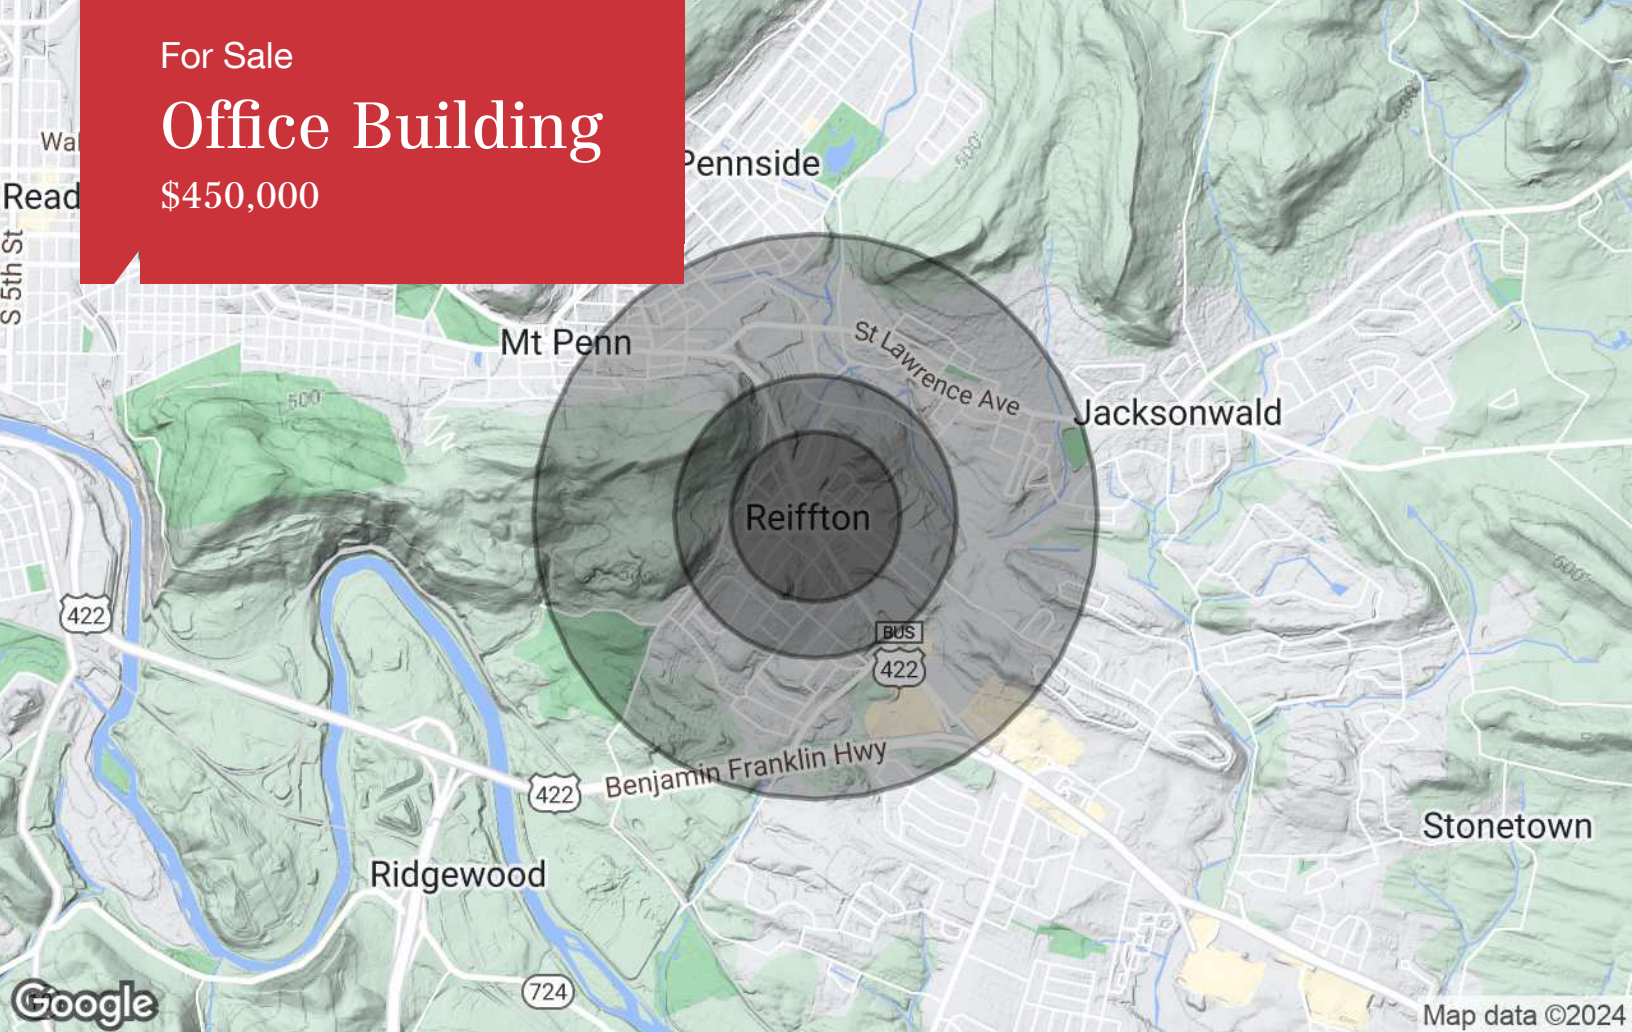 For Sale
Office Building
$450,000
Pennside
Read
S 5th St
Mt Penn
St Lawrence Ave
500'
Jacksonwald
500'
Reiffton
600'
422
BUS
422
Benjamin Franklin Hwy
422
Stonetown
Ridgewood
724
Google
Map data ©2024